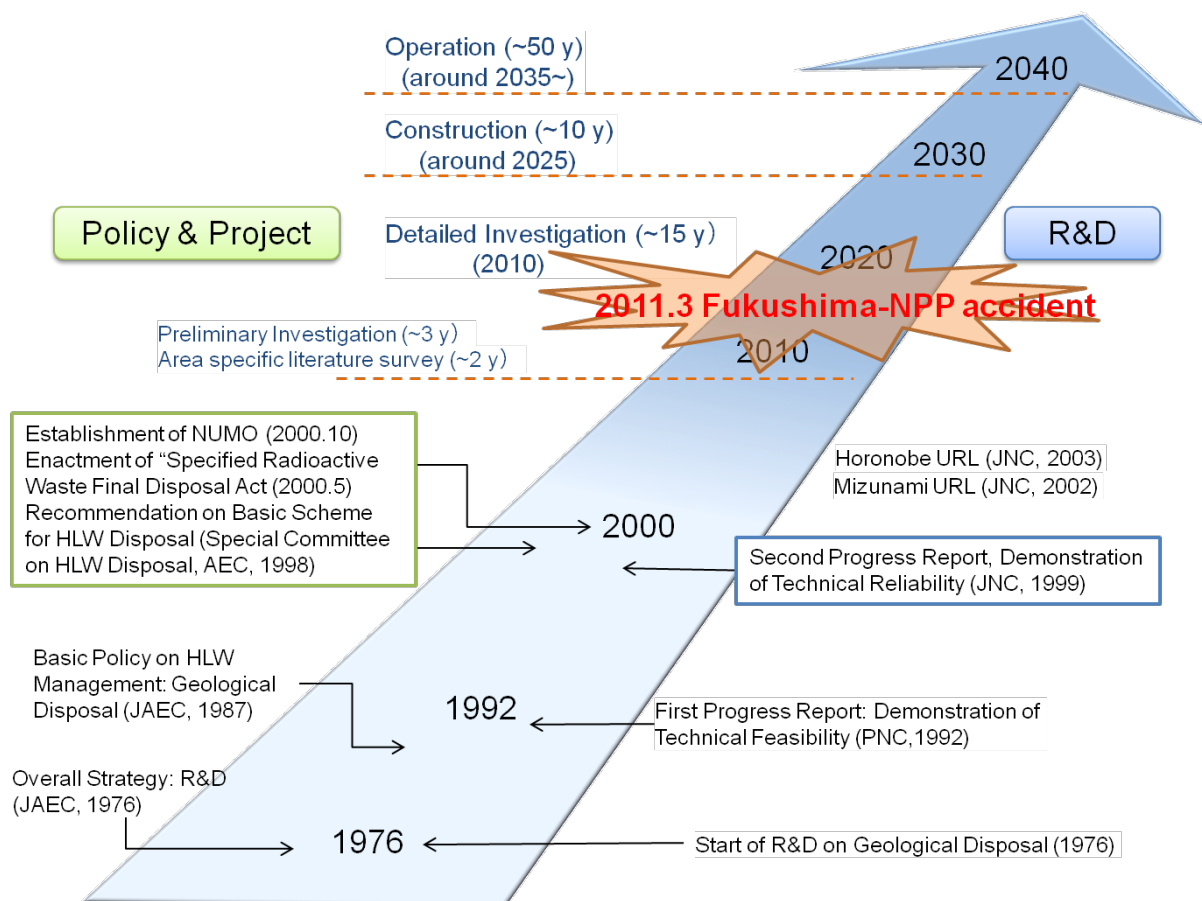 Operation (~50 y)
(around 2035~)
2040
Construction (~10 y)
(around 2025)
2030
Policy & Project
Detailed Investigation (~15 y)
(2010)
2020
R&D
2011.3 Fukushima-NPP accident
Preliminary Investigation (~3 y)
Area specific literature survey (~2 y)
2010
Establishment of NUMO (2000.10)
Enactment of “Specified Radioactive
Waste Final Disposal Act (2000.5)
Recommendation on Basic Scheme
for HLW Disposal (Special Committee
on HLW Disposal, AEC, 1998)
Horonobe URL (JNC, 2003)
Mizunami URL (JNC, 2002)
2000
Second Progress Report, Demonstration
of Technical Reliability (JNC, 1999)
Basic Policy on HLW
Management: Geological
Disposal (JAEC, 1987)
1992
First Progress Report: Demonstration of
Technical Feasibility (PNC,1992)
Overall Strategy: R&D
(JAEC, 1976)
1976
Start of R&D on Geological Disposal (1976)